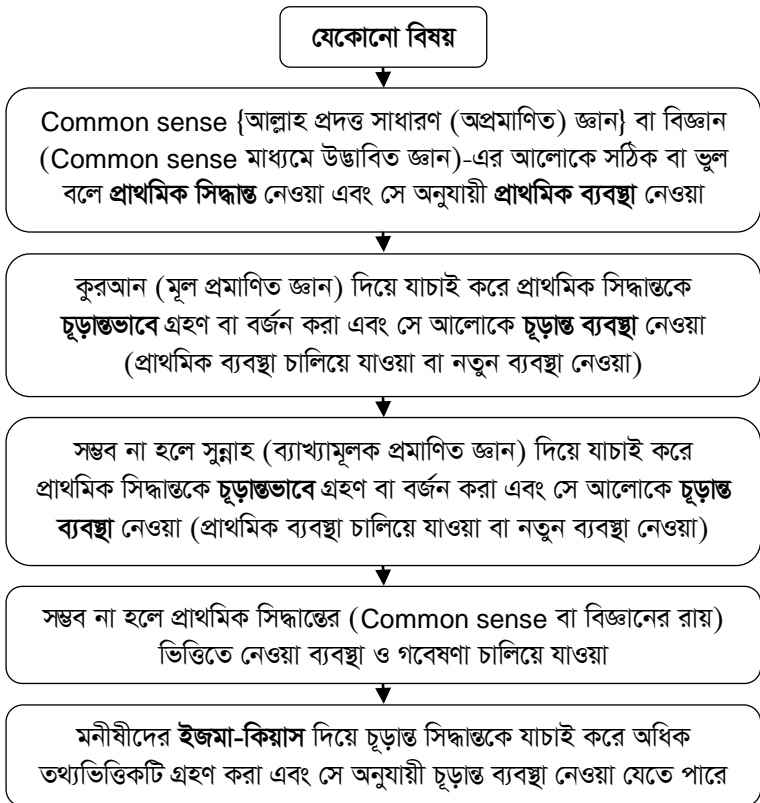 যেকোনো বিষয়
Common sense {আল্লাহ প্রদত্ত সাধারণ (অপ্রমাণিত) জ্ঞান} বা বিজ্ঞান
(Common sense মাধ্যমে উদ্ভাবিত জ্ঞান)-এর আলোকে সঠিক বা ভুল
বলে প্রাথমিক সিদ্ধান্ত নেওয়া এবং সে অনুযায়ী প্রাথমিক ব্যবস্থা নেওয়া
কুরআন (মূল প্রমাণিত জ্ঞান) দিয়ে যাচাই করে প্রাথমিক সিদ্ধান্তকে
চূড়ান্তভাবে গ্রহণ বা বর্জন করা এবং সে আলোকে চূড়ান্ত ব্যবস্থা নেওয়া
(প্রাথমিক ব্যবস্থা চালিয়ে যাওয়া বা নতুন ব্যবস্থা নেওয়া)
সম্ভব না হলে সুন্নাহ (ব্যাখ্যামূলক প্রমাণিত জ্ঞান) দিয়ে যাচাই করে
প্রাথমিক সিদ্ধান্তকে চূড়ান্তভাবে গ্রহণ বা বর্জন করা এবং সে আলোকে চূড়ান্ত
ব্যবস্থা নেওয়া (প্রাথমিক ব্যবস্থা চালিয়ে যাওয়া বা নতুন ব্যবস্থা নেওয়া)
সম্ভব না হলে প্রাথমিক সিদ্ধান্তের (Common sense বা বিজ্ঞানের রায়)
ভিত্তিতে নেওয়া ব্যবস্থা ও গবেষণা চালিয়ে যাওয়া
মনীষীদের ইজমা-কিয়াস দিয়ে চূড়ান্ত সিদ্ধান্তকে যাচাই করে অধিক
তথ্যভিত্তিকটি গ্রহণ করা এবং সে অনুযায়ী চূড়ান্ত ব্যবস্থা নেওয়া যেতে পারে